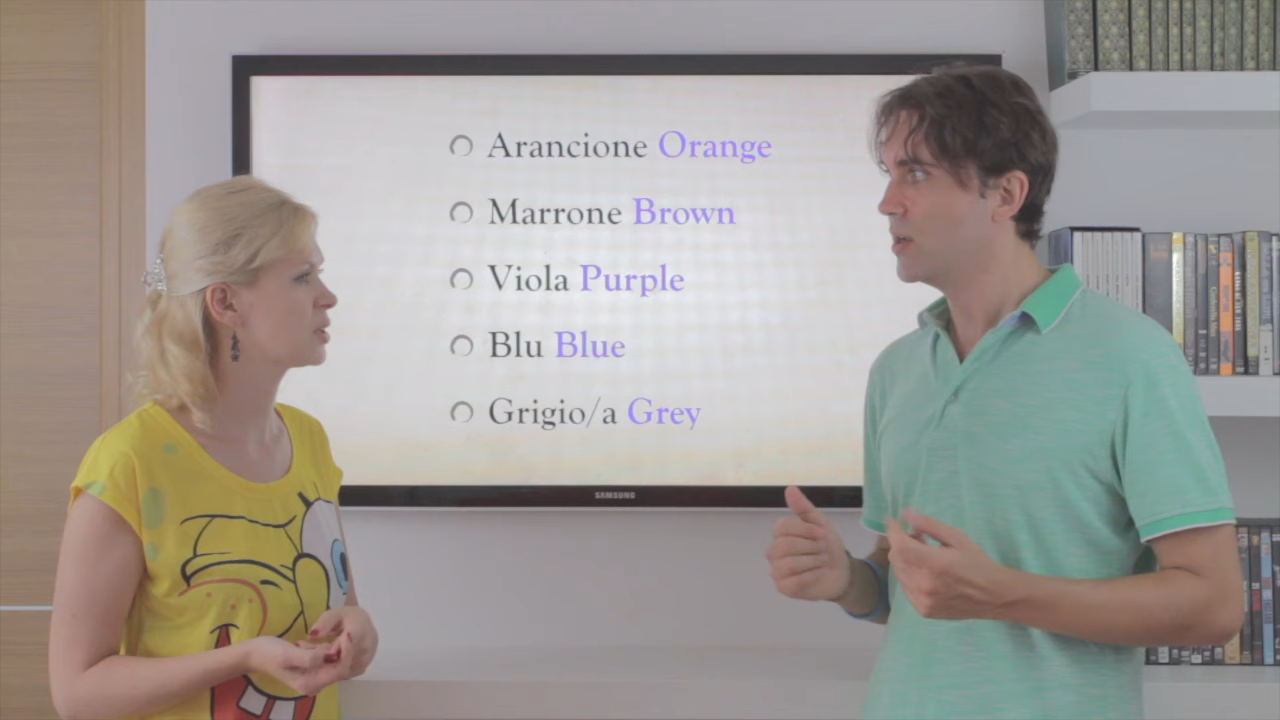 Arancione Orange
Marrone Brown
Viola Purple
Blu Blue
Grigio/a Grey
SAMSUNG